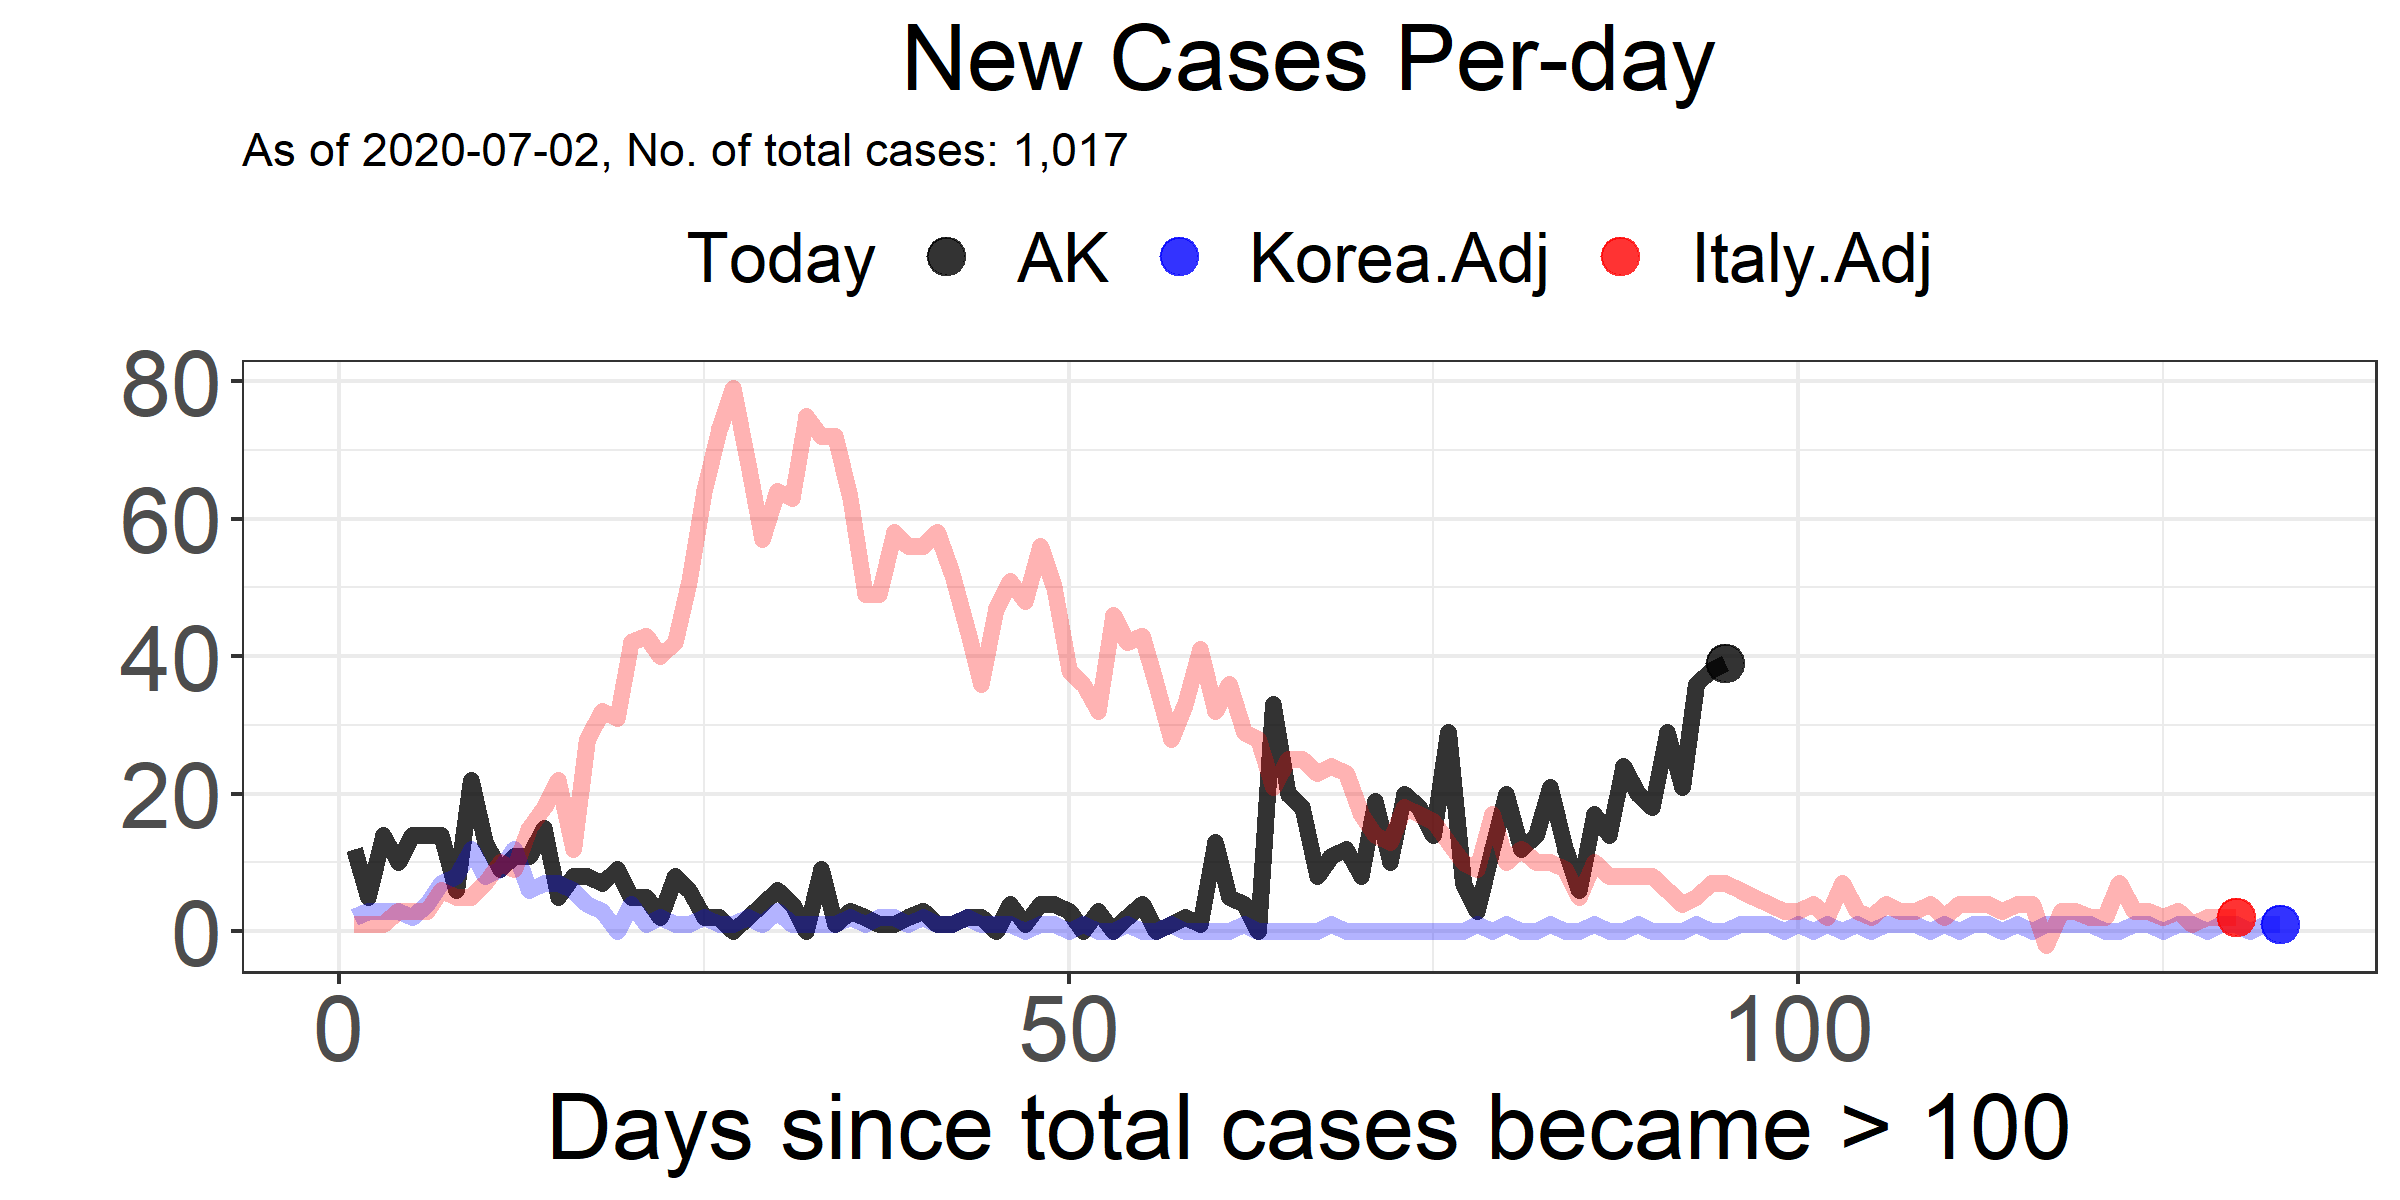 New Cases Per-day
As of 2020-07-02, No. of total cases: 1,017
Today AK Korea.Adj Italy.Adj
80
60
40
20
0
0 50 100
Days since total cases became > 100